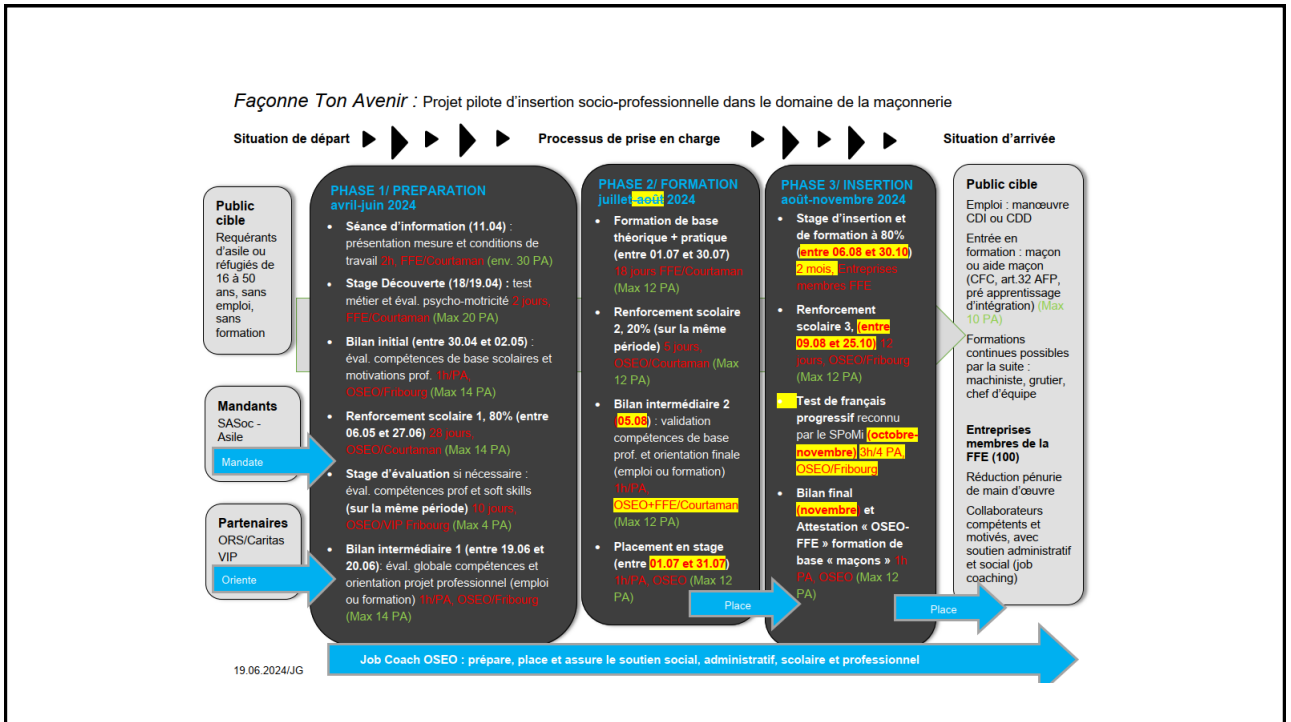 Façonne Ton Avenir : Projet pilote d'insertion socio-professionnelle dans le domaine de la maçonnerie
Situation de départ
Processus de prise en charge
Situation d'arrivée
Public
cible
Requérants
d'asile ou
réfugiés de
16 à 50
ans, sans
emploi,
sans
formation
Mandants
SASoc -
Asile
Mandate
Partenaires
ORS/Caritas
VIP
Oriente
PHASE 1/ PREPARATION
avril-juin 2024
• Séance d'information (11.04) :
présentation mesure et conditions de
travail 2h, FFE/Courtaman (env. 30 PA)
• Stage Découverte (18/19.04) : test
métier et éval. psycho-motricité 2 jours,
FFE/Courtaman (Max 20 PA)
• Bilan initial (entre 30.04 et 02.05) :
éval. compétences de base scolaires et
motivations prof. 1h/PA,
OSEO/Fribourg (Max 14 PA)
• Renforcement scolaire 1, 80% (entre
06.05 et 27.06) 28 jours,
OSEO/Courtaman (Max 14 PA)
• Stage d'évaluation si nécessaire :
éval. compétences prof et soft skills
(sur la même période) 10 jours,
OSEO/VIP Fribourg (Max 4 PA)
• Bilan intermédiaire 1 (entre 19.06 et
20.06): éval. globale compétences et
orientation projet professionnel (emploi
ou formation) 1h/PA, OSEO/Fribourg
(Max 14 PA)
PHASE 2/ FORMATION
juillet-août 2024
• Formation de base
théorique + pratique
(entre 01.07 et 30.07)
18 jours FFE/Courtaman
(Max 12 PA)
• Renforcement scolaire
2, 20% (sur la même
période) 5 jours,
OSEO/Courtaman (Max
12 PA)
• Bilan intermédiaire 2
(05.08) : validation
compétences de base
prof. et orientation finale
(emploi ou formation)
1h/PA,
OSEO+FFE/Courtaman
(Max 12 PA)
• Placement en stage
(entre 01.07 et 31.07)
1h/PA, OSEO (Max 12
PA)
Place
PHASE 3/ INSERTION
août-novembre 2024
• Stage d'insertion et
de formation à 80%
(entre 06.08 et 30.10)
2 mois, Entreprises
membres FFE
• Renforcement
scolaire 3, (entre
09.08 et 25.10) 12
jours, OSEO/Fribourg
(Max 12 PA)
• Test de français
progressif reconnu
par le SPoMi (octobre-
novembre) 3h/4 PA,
OSEO/Fribourg
• Bilan final
(novembre) et
Attestation « OSEO-
FFE » formation de
base « maçons » 1h
PA, OSEO (Max 12
PA)
Place
Public cible
Emploi : manœuvre
CDI ou CDD
Entrée en
formation : maçon
ou aide maçon
(CFC, art.32 AFP,
pré apprentissage
d'intégration) (Max
10 PA)
Formations
continues possibles
par la suite :
machiniste, grutier,
chef d'équipe
Entreprises
membres de la
FFE (100)
Réduction pénurie
de main d'œuvre
Collaborateurs
compétents et
motivés, avec
soutien administratif
et social (job
coaching)
Job Coach OSEO : prépare, place et assure le soutien social, administratif, scolaire et professionnel
19.06.2024/JG